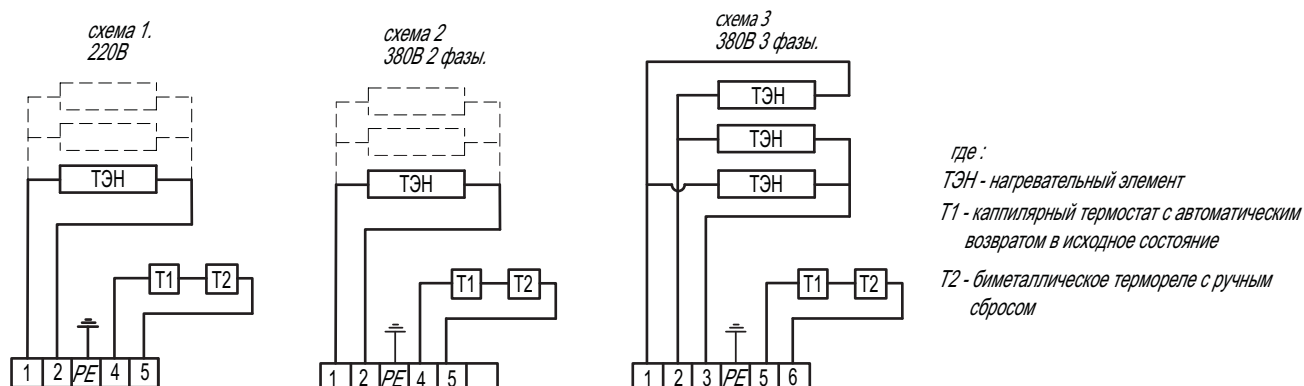 схема 1.
220В
ТЭН
Т1 Т2
1 2 PE 4 5
схема 2
380В 2 фазы.
ТЭН
Т1 Т2
1 2 PE 4 5
схема 3
380В 3 фазы.
ТЭН
ТЭН
ТЭН
Т1 Т2
1 2 3 PE 5 6
где :
ТЭН - нагревательный элемент
Т1 - каппилярный термостат с автоматическим
возвратом в исходное состояние
Т2 - биметаллическое термореле с ручным
сбросом